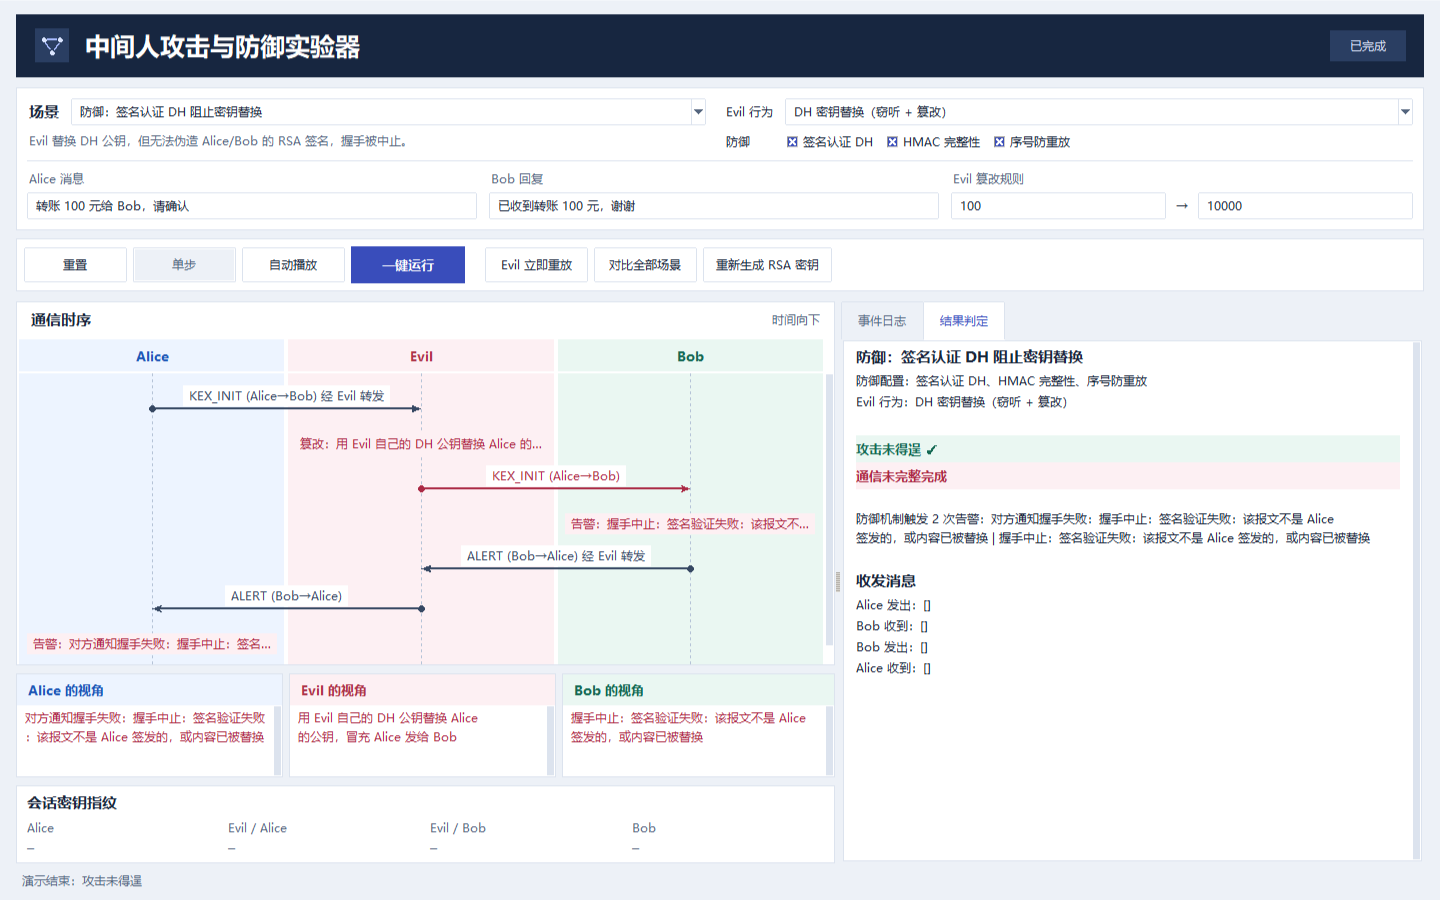 中间人攻击与防御实验器
已完成
场景
防御：签名认证 DH 阻止密钥替换
Evil 行为
DH 密钥替换（窃听 + 篡改）
Evil 替换 DH 公钥，但无法伪造 Alice/Bob 的 RSA 签名，握手被中止。
防御
签名认证 DH
HMAC 完整性
序号防重放
Alice 消息
Bob 回复
Evil 篡改规则
转账 100 元给 Bob，请确认
已收到转账 100 元，谢谢
100
→
10000
重置
单步
自动播放
一键运行
Evil 立即重放
对比全部场景
重新生成 RSA 密钥
通信时序
时间向下
Alice
Evil
Bob
KEX_INIT (Alice→Bob) 经 Evil 转发
篡改：用 Evil 自己的 DH 公钥替换 Alice 的...
KEX_INIT (Alice→Bob)
告警：握手中止：签名验证失败：该报文不...
ALERT (Bob→Alice) 经 Evil 转发
ALERT (Bob→Alice)
告警：对方通知握手失败：握手中止：签名...
Alice 的视角
对方通知握手失败：握手中止：签名验证失败
：该报文不是 Alice 签发的，或内容已被替换
Evil 的视角
用 Evil 自己的 DH 公钥替换 Alice
的公钥，冒充 Alice 发给 Bob
Bob 的视角
握手中止：签名验证失败：该报文不是 Alice
签发的，或内容已被替换
会话密钥指纹
Alice
Evil / Alice
Evil / Bob
Bob
—
—
—
—
演示结束：攻击未得逞
事件日志
结果判定
防御：签名认证 DH 阻止密钥替换
防御配置：签名认证 DH、HMAC 完整性、序号防重放
Evil 行为：DH 密钥替换（窃听 + 篡改）
攻击未得逞 ✓
通信未完整完成
防御机制触发 2 次告警：对方通知握手失败：握手中止：签名验证失败：该报文不是 Alice
签发的，或内容已被替换 | 握手中止：签名验证失败：该报文不是 Alice 签发的，或内容已被替换
收发消息
Alice 发出：[]
Bob 收到：[]
Bob 发出：[]
Alice 收到：[]